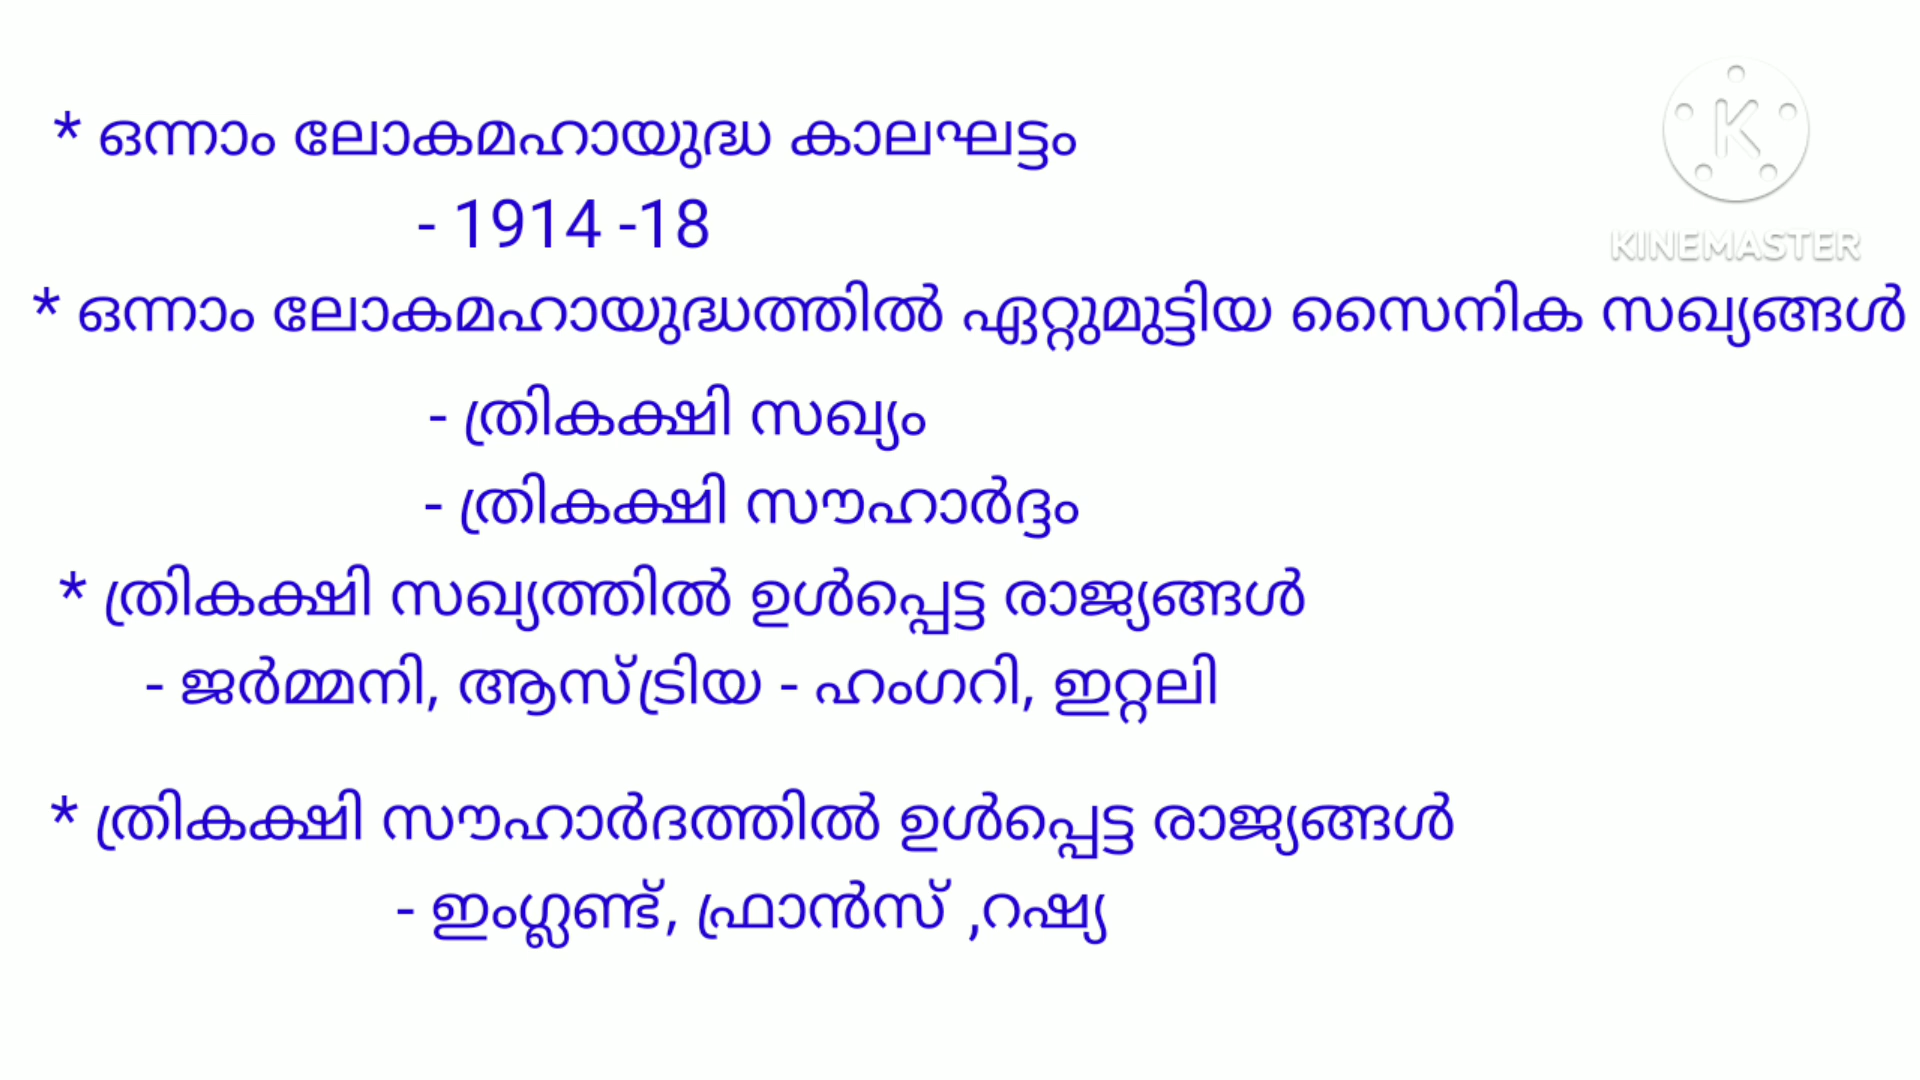 * ഒന്നാം ലോകമഹായുദ്ധ കാലഘട്ടം
- 1914 -18
KINEMASTER
* ഒന്നാം ലോകമഹായുദ്ധത്തിൽ ഏറ്റുമുട്ടിയ സൈനിക സഖ്യങ്ങൾ
- ത്രികക്ഷി സഖ്യം
- ത്രികക്ഷി സൗഹാർദ്ദം
* ത്രികക്ഷി സഖ്യത്തിൽ ഉൾപ്പെട്ട രാജ്യങ്ങൾ
- ജർമ്മനി, ആസ്ട്രിയ - ഹംഗറി, ഇറ്റലി
* ത്രികക്ഷി സൗഹാർദത്തിൽ ഉൾപ്പെട്ട രാജ്യങ്ങൾ
- ഇംഗ്ലണ്ട്, ഫ്രാൻസ് ,റഷ്യ